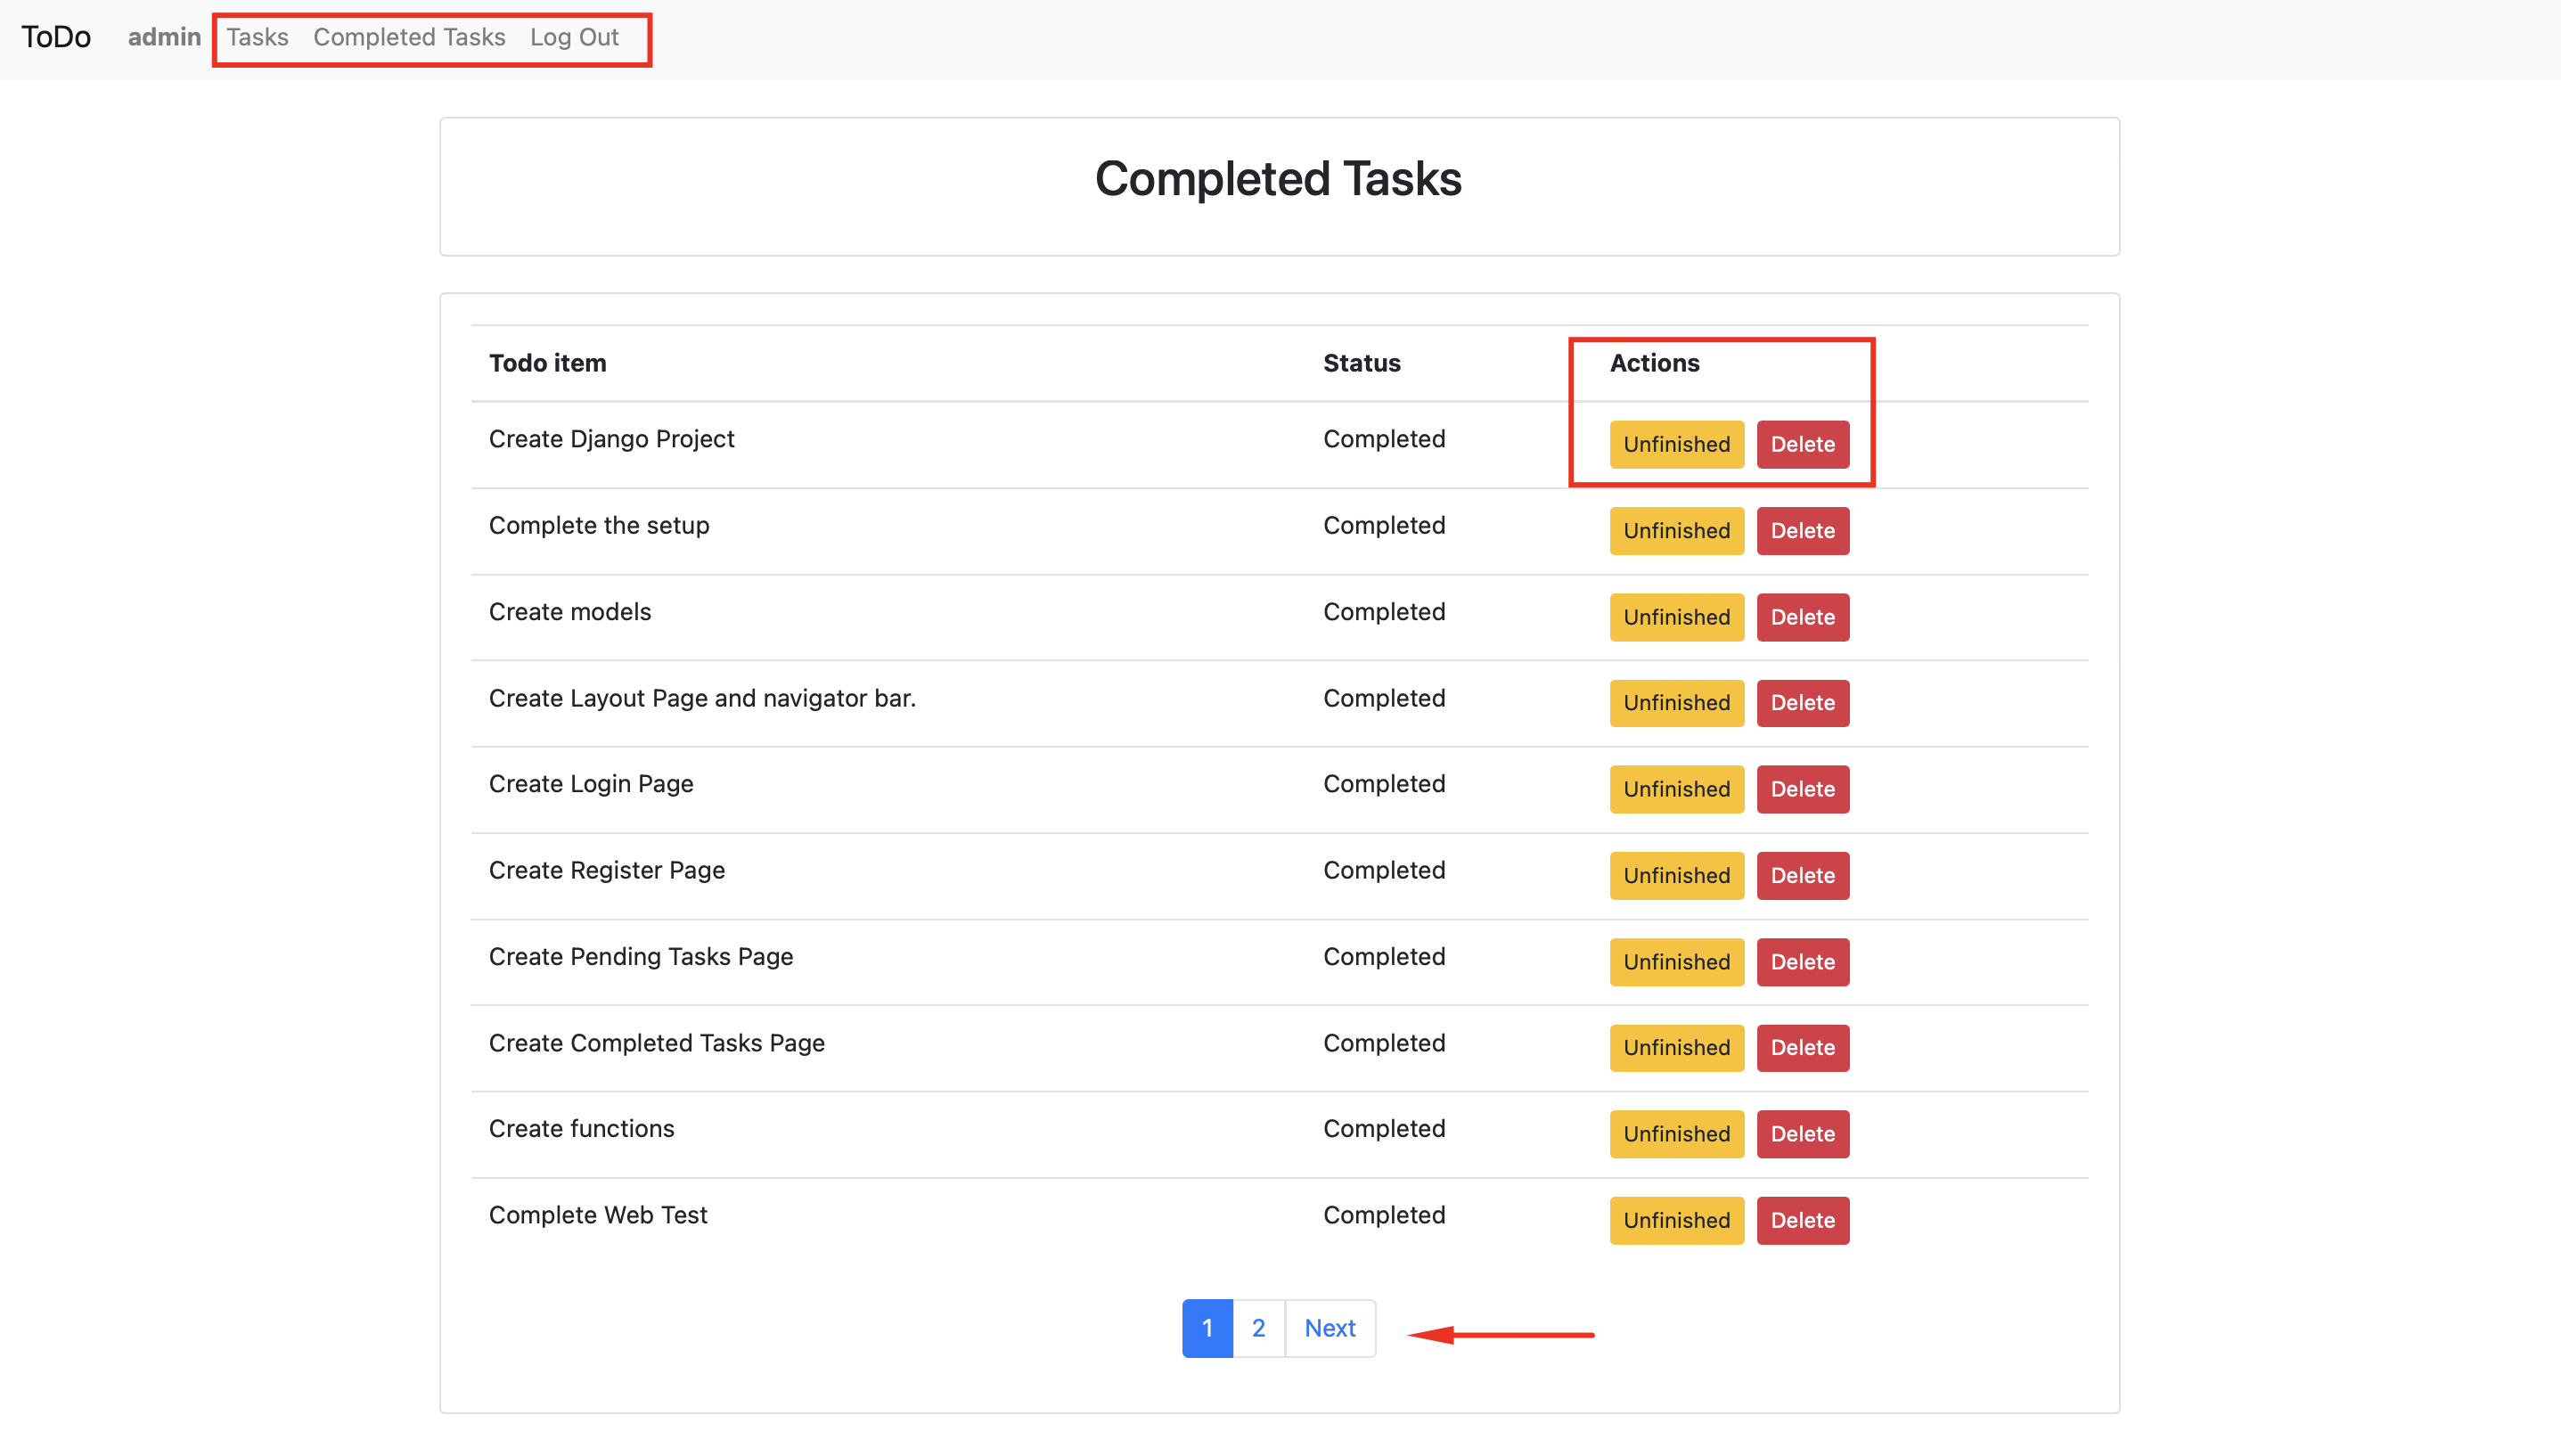 ToDo admin Tasks Completed Tasks Log Out
Completed Tasks
Todo item Status Actions
Create Django Project Completed Unfinished Delete
Complete the setup Completed Unfinished Delete
Create models Completed Unfinished Delete
Create Layout Page and navigator bar. Completed Unfinished Delete
Create Login Page Completed Unfinished Delete
Create Register Page Completed Unfinished Delete
Create Pending Tasks Page Completed Unfinished Delete
Create Completed Tasks Page Completed Unfinished Delete
Create functions Completed Unfinished Delete
Complete Web Test Completed Unfinished Delete
1 2 Next